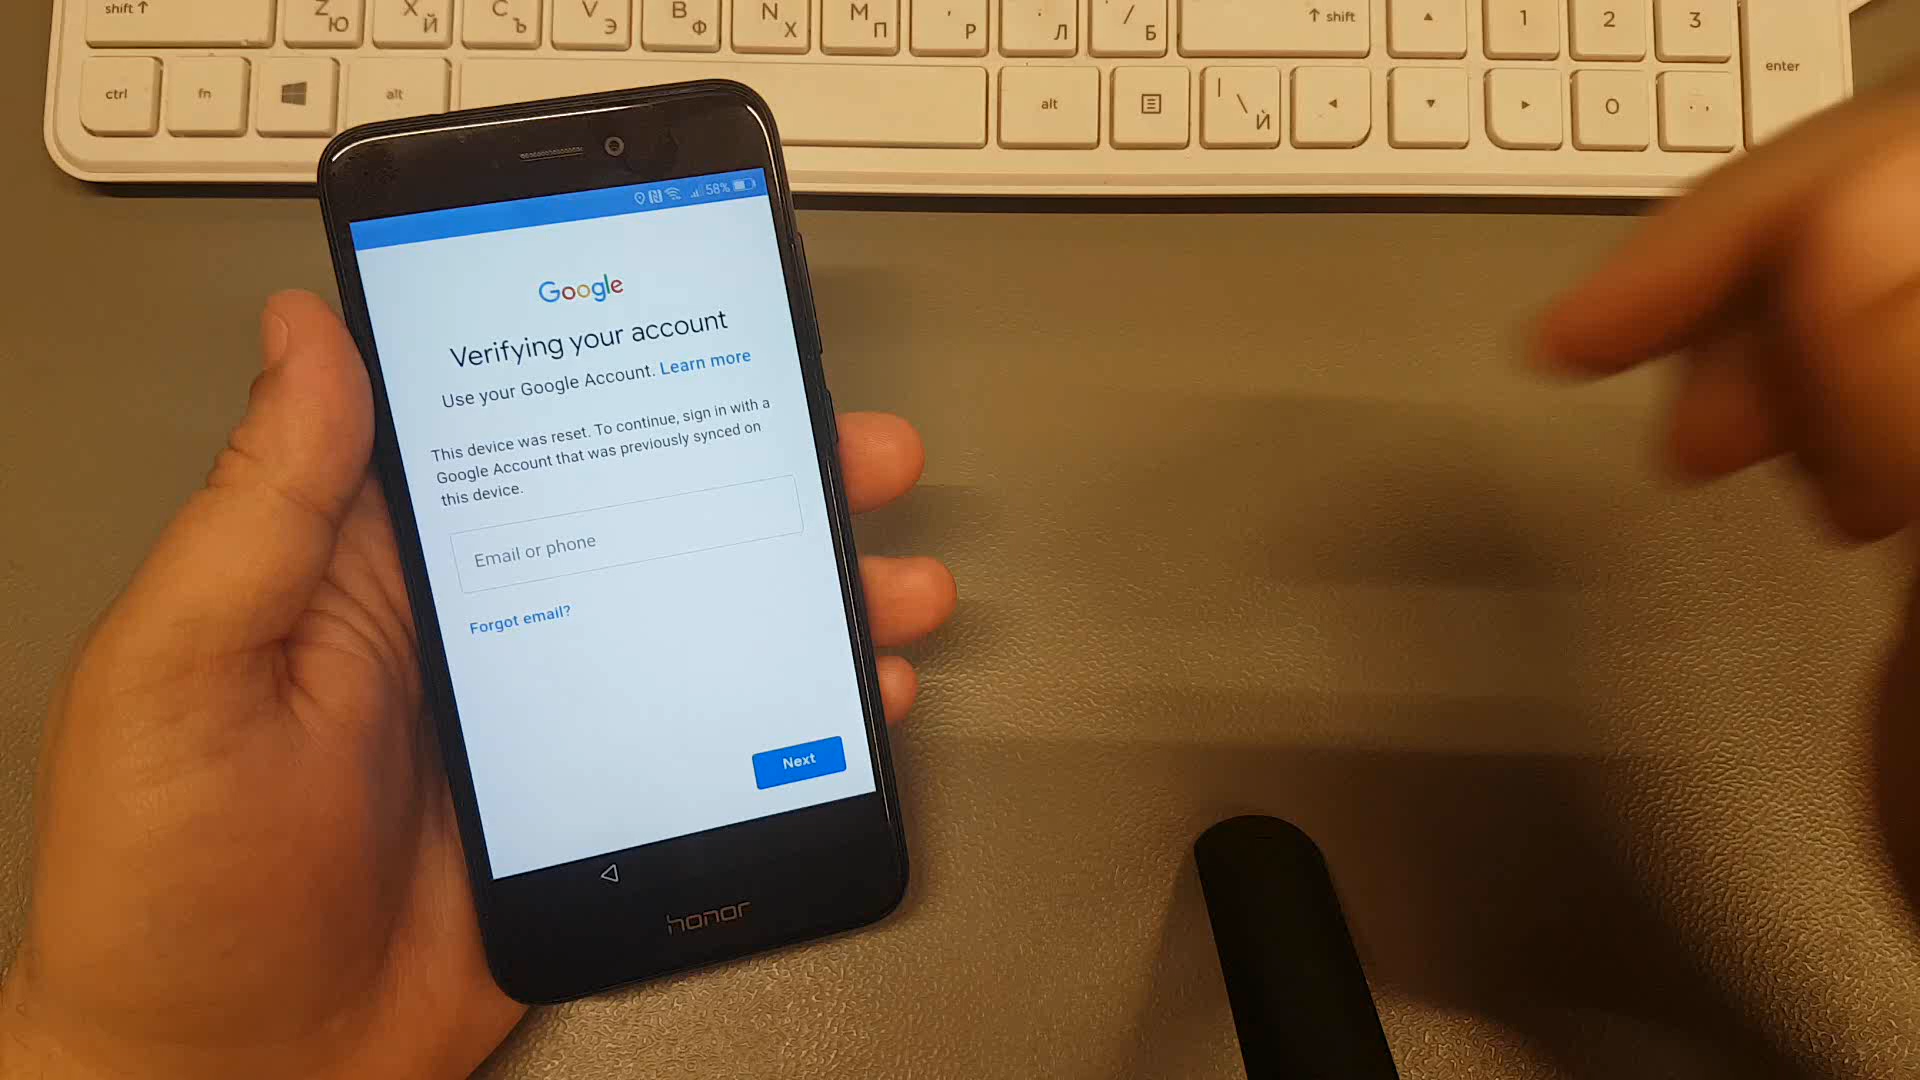 shift ↑ Z Ю X Й C Ъ V Э B Ф N Х M П ' Р . Л / Б ↑ shift ▲ 1 2 3
ctrl fn alt alt | \ Й ◄ ▼ ► 0 . , enter
58%
Google
Verifying your account
Use your Google Account. Learn more
This device was reset. To continue, sign in with a
Google Account that was previously synced on
this device.
Email or phone
Forgot email?
Next
honor